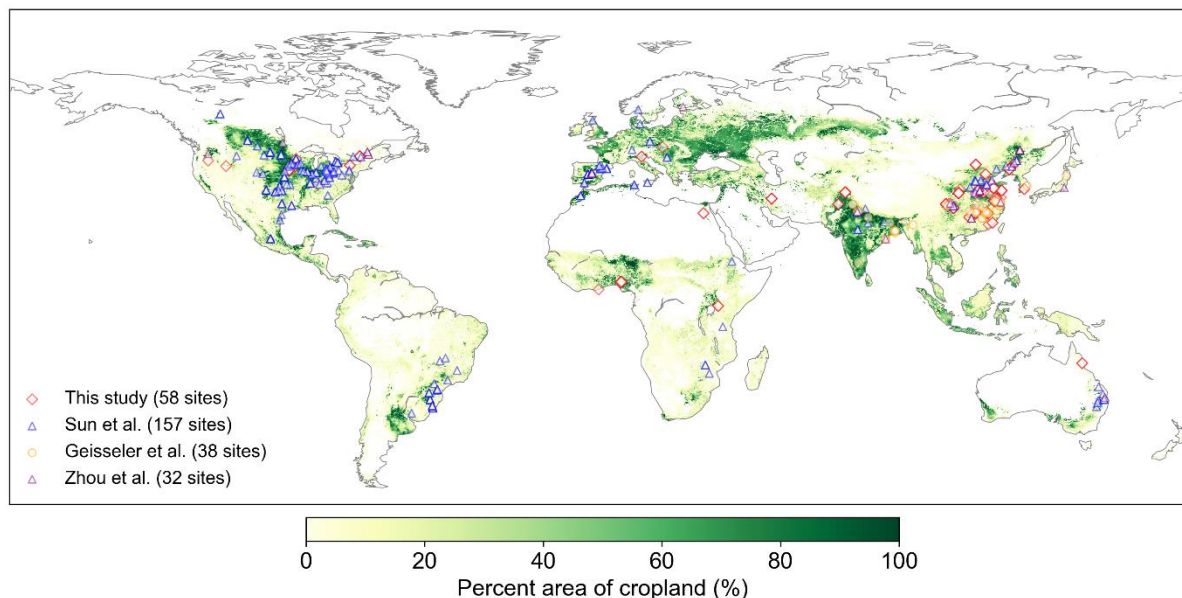 This study (58 sites)
Sun et al. (157 sites)
Geisseler et al. (38 sites)
Zhou et al. (32 sites)
0 20 40 60 80 100
Percent area of cropland (%)